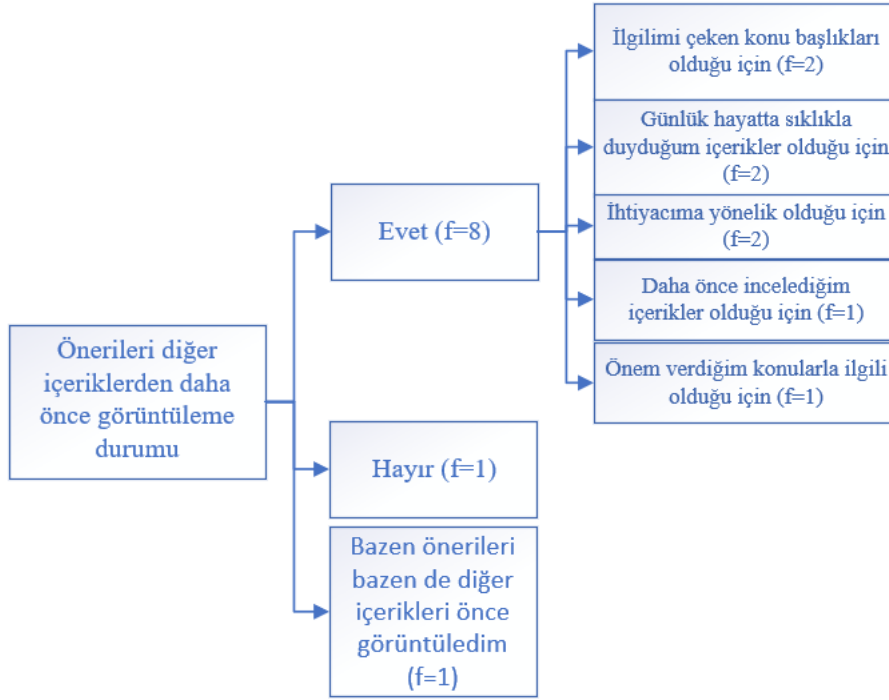 Önerileri diğer
içeriklerden daha
önce görüntüleme
durumu
Evet (f=8)
İlgilimi çeken konu başlıkları
olduğu için (f=2)
Günlük hayatta sıklıkla
duyduğum içerikler olduğu için
(f=2)
İhtiyacıma yönelik olduğu için
(f=2)
Daha önce incelediğim
içerikler olduğu için (f=1)
Önem verdiğim konularla ilgili
olduğu için (f=1)
Hayır (f=1)
Bazen önerileri
bazen de diğer
içerikleri önce
görüntüledim
(f=1)